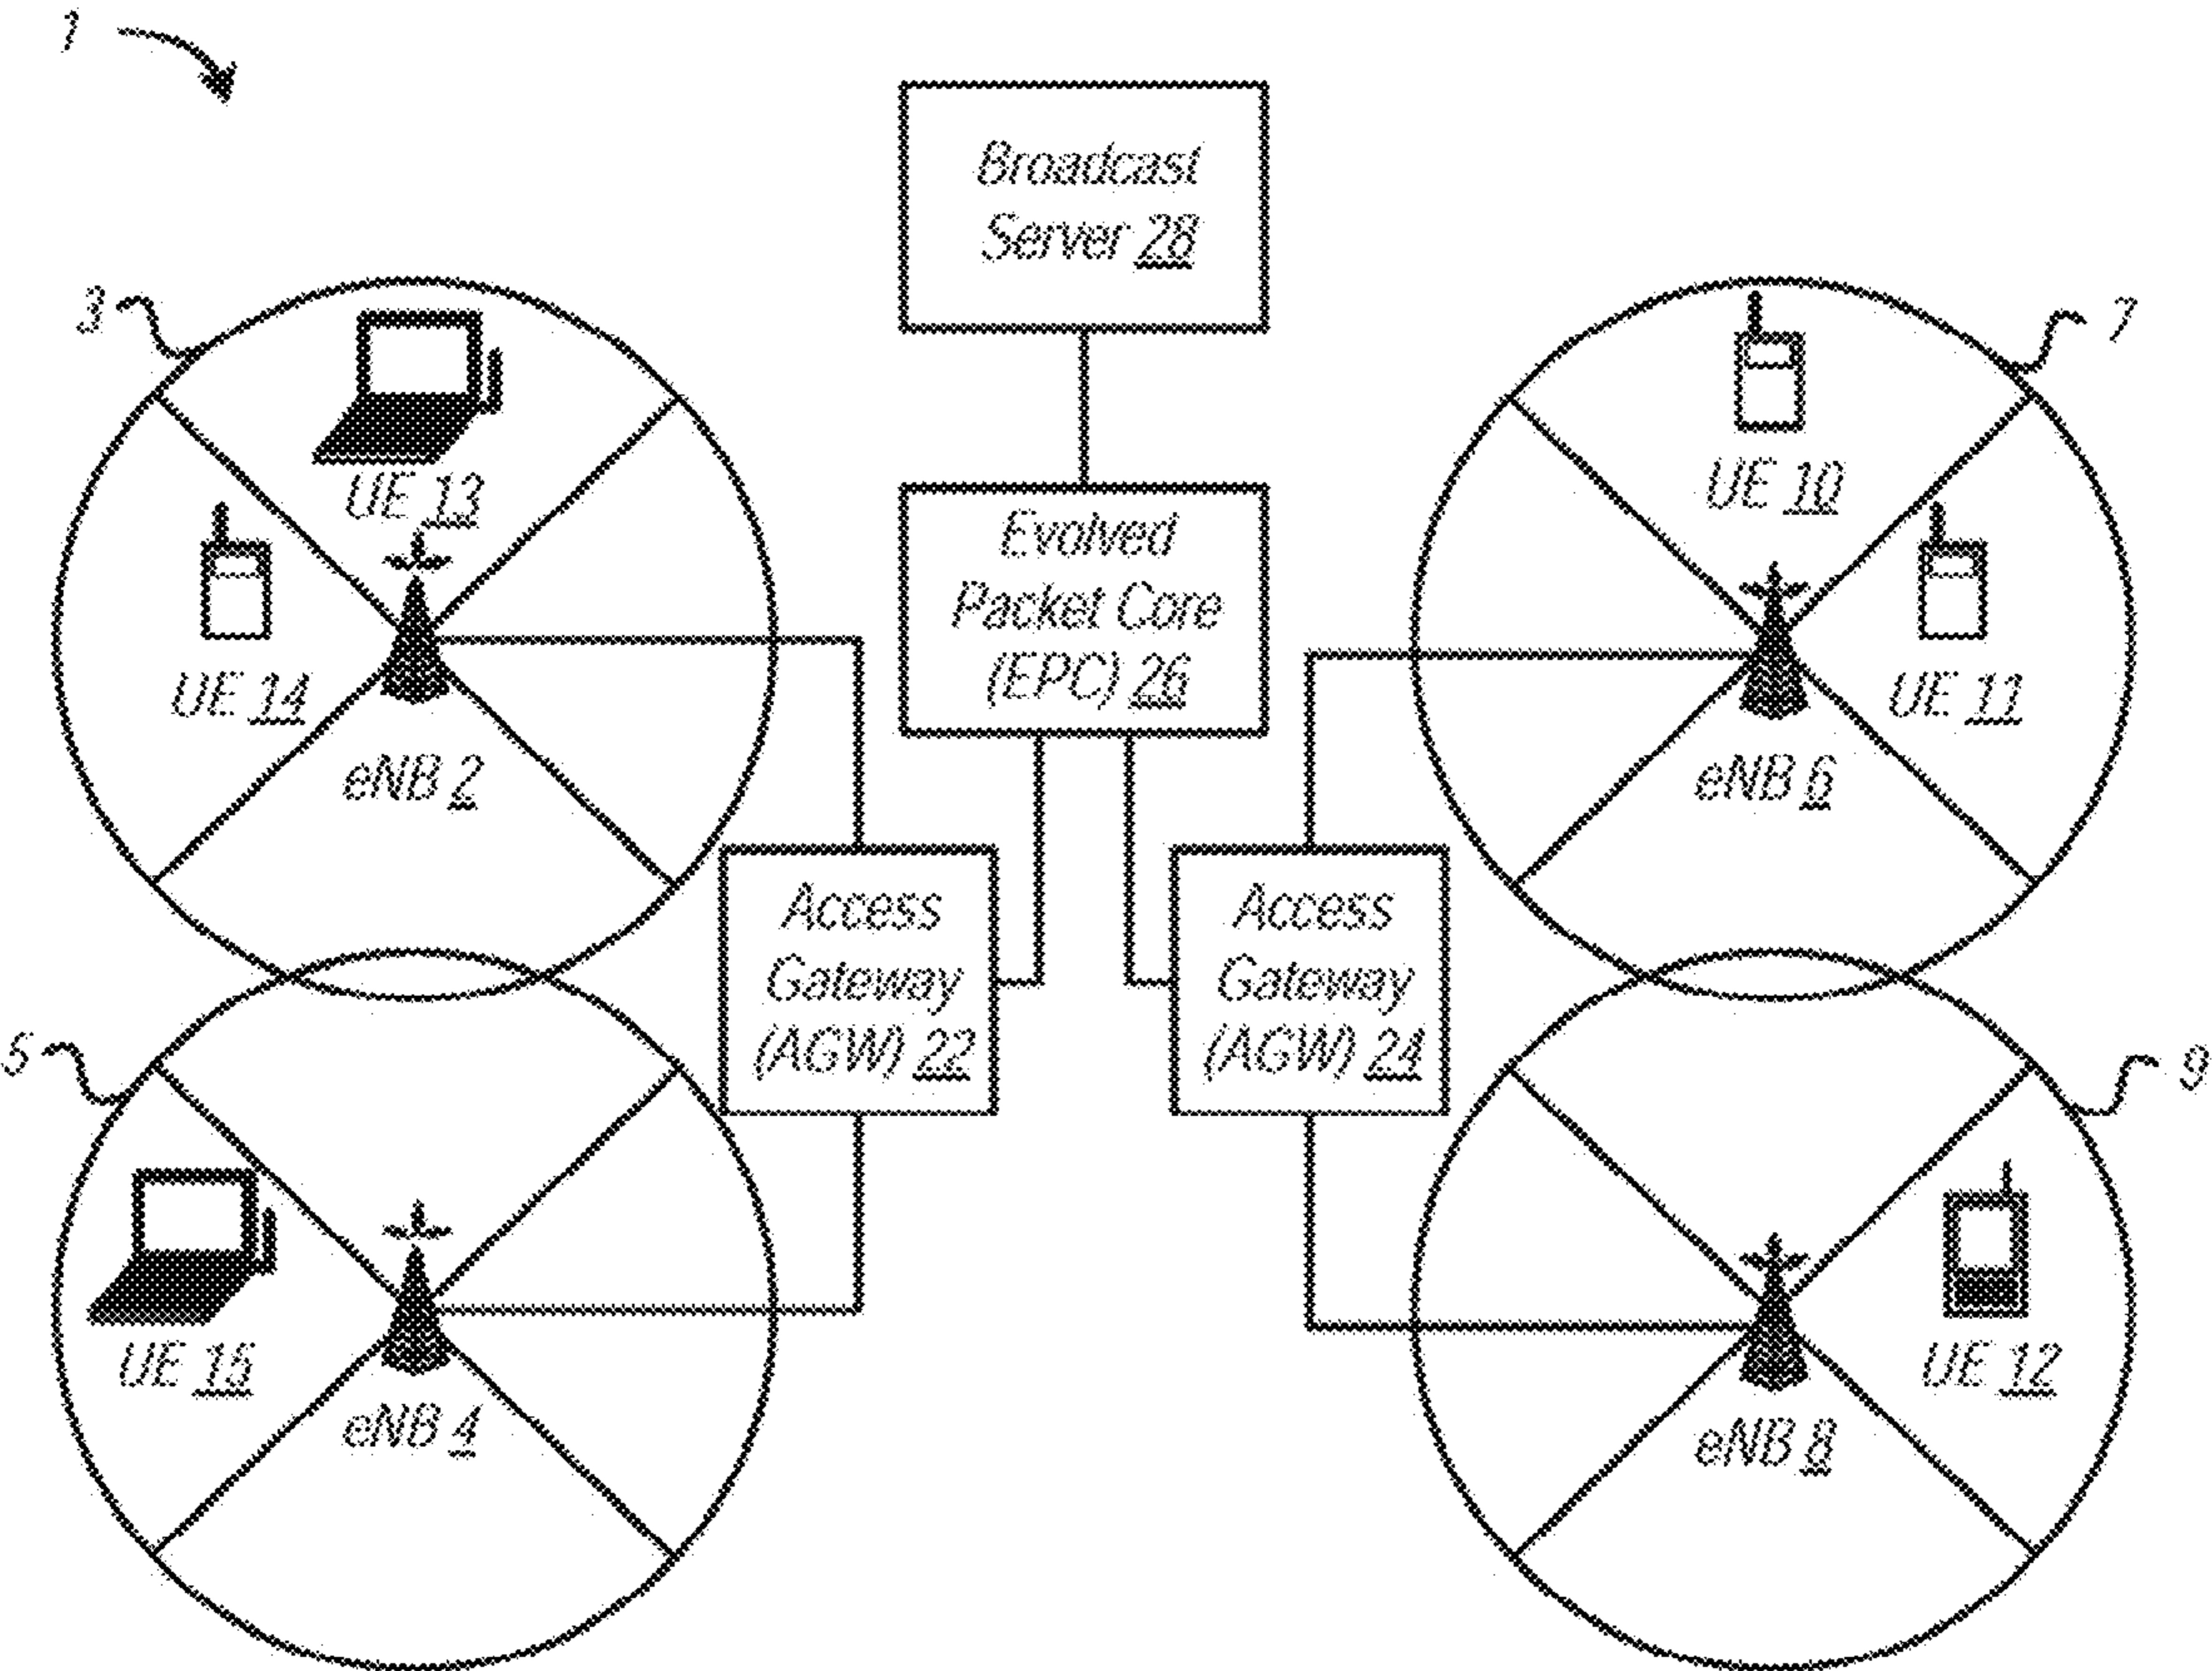 1
Broadcast
Server 28
3
7
UE 13
UE 10
Evolved
Packet Core
(EPC) 26
UE 14
UE 11
eNB 2
eNB 6
Access
Gateway
(AGW) 22
Access
Gateway
(AGW) 24
5
9
UE 15
UE 12
eNB 4
eNB 8